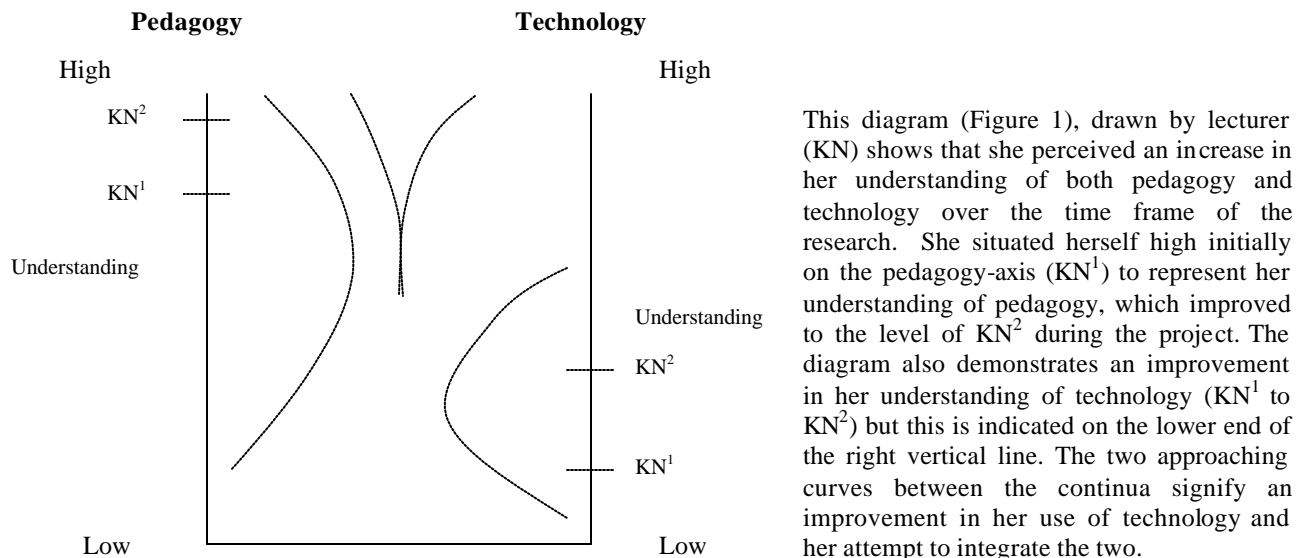 Pedagogy Technology
High High
KN²
KN¹
Understanding
Understanding
KN²
KN¹
Low Low
This diagram (Figure 1), drawn by lecturer
(KN) shows that she perceived an increase in
her understanding of both pedagogy and
technology over the time frame of the
research. She situated herself high initially
on the pedagogy-axis (KN¹) to represent her
understanding of pedagogy, which improved
to the level of KN² during the project. The
diagram also demonstrates an improvement
in her understanding of technology (KN¹ to
KN²) but this is indicated on the lower end of
the right vertical line. The two approaching
curves between the continua signify an
improvement in her use of technology and
her attempt to integrate the two.